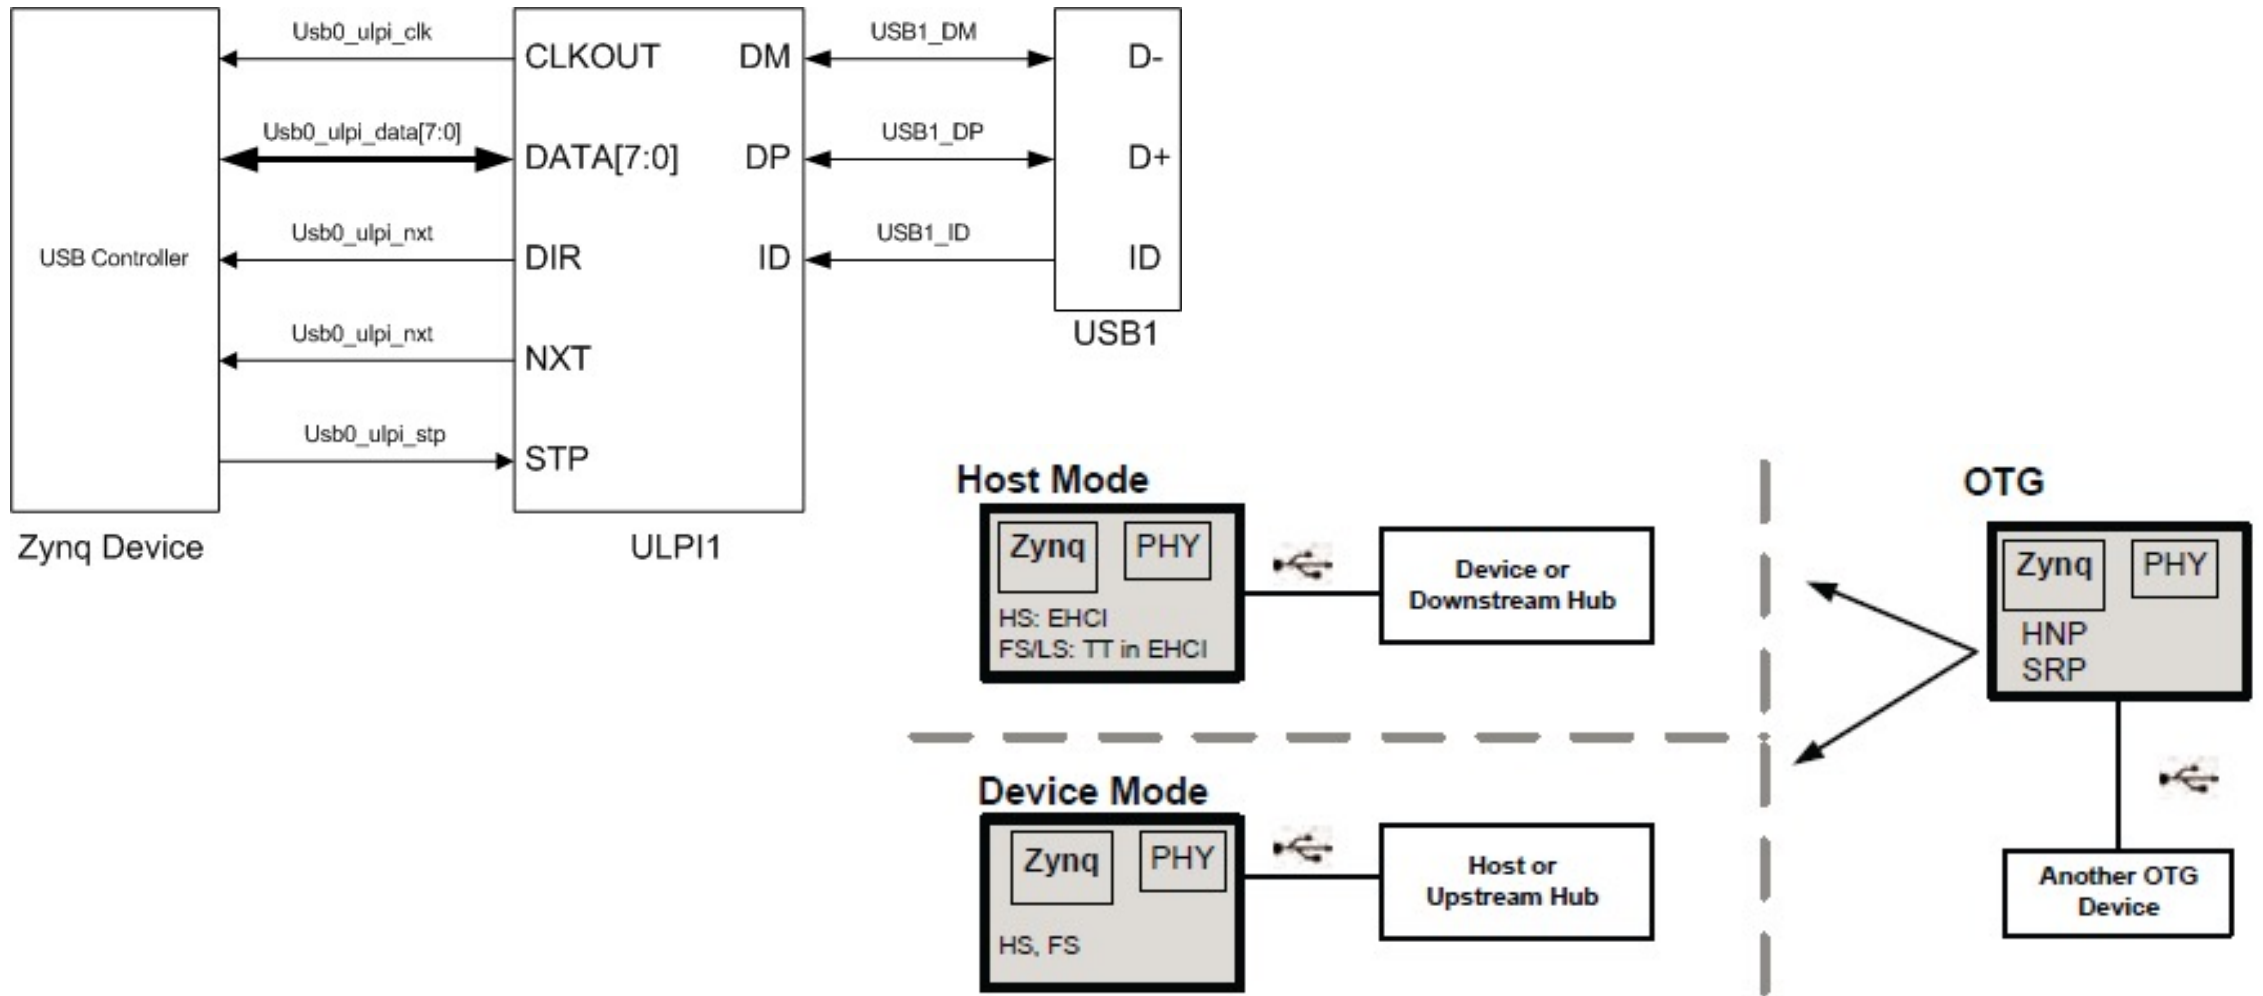 Usb0_ulpi_clk
CLKOUT
DM
USB1_DM
D-
Usb0_ulpi_data[7:0]
DATA[7:0]
DP
USB1_DP
D+
USB Controller
Usb0_ulpi_nxt
DIR
ID
USB1_ID
ID
Usb0_ulpi_nxt
NXT
USB1
Usb0_ulpi_stp
STP
Zynq Device
ULPI1
Host Mode
Zynq
PHY
HS: EHCI
FS/LS: TT in EHCI
Device or
Downstream Hub
OTG
Zynq
PHY
HNP
SRP
Device Mode
Zynq
PHY
HS, FS
Host or
Upstream Hub
Another OTG
Device